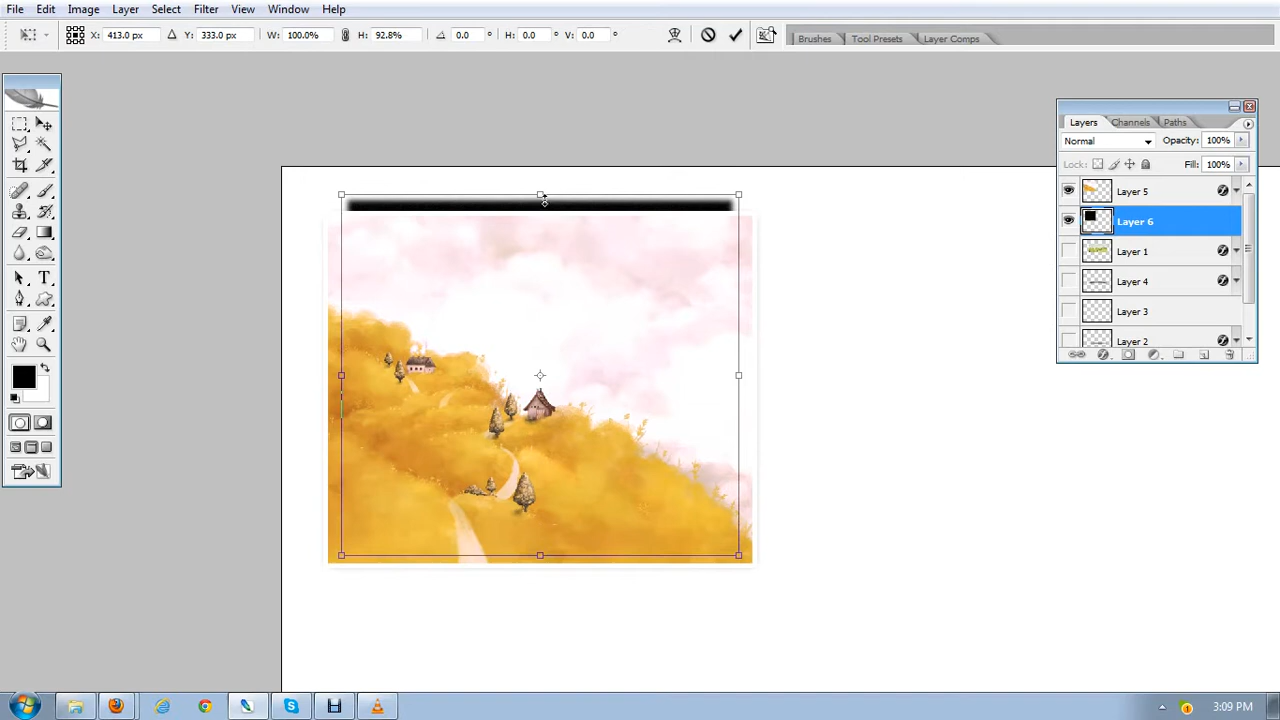 File Edit Image Layer Select Filter View Window Help
X: 413.0 px Y: 333.0 px W: 100.0% H: 92.8% 0.0 ° H: 0.0 ° V: 0.0 °
Brushes Tool Presets Layer Comps
Layers Channels Paths
Normal Opacity: 100%
Lock: Fill: 100%
Layer 5
Layer 6
Layer 1
Layer 4
Layer 3
Layer 2
3:09 PM